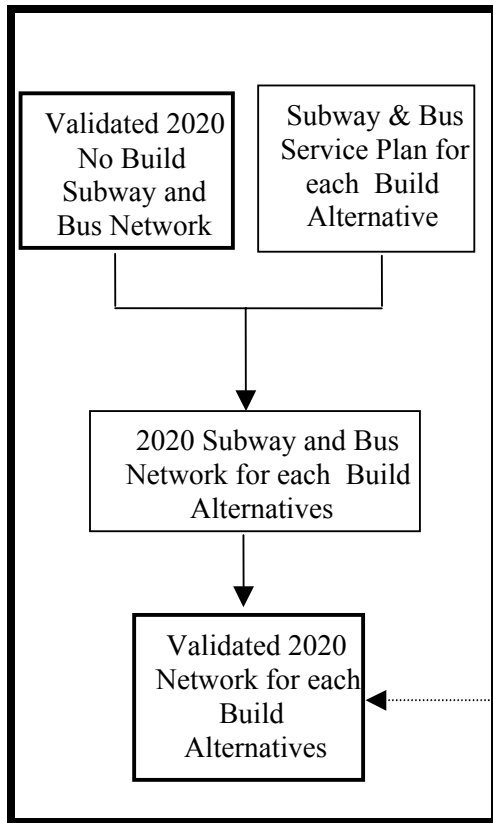 Validated 2020
No Build
Subway and
Bus Network
Subway & Bus
Service Plan for
each Build
Alternative
2020 Subway and Bus
Network for each Build
Alternatives
Validated 2020
Network for each
Build
Alternatives